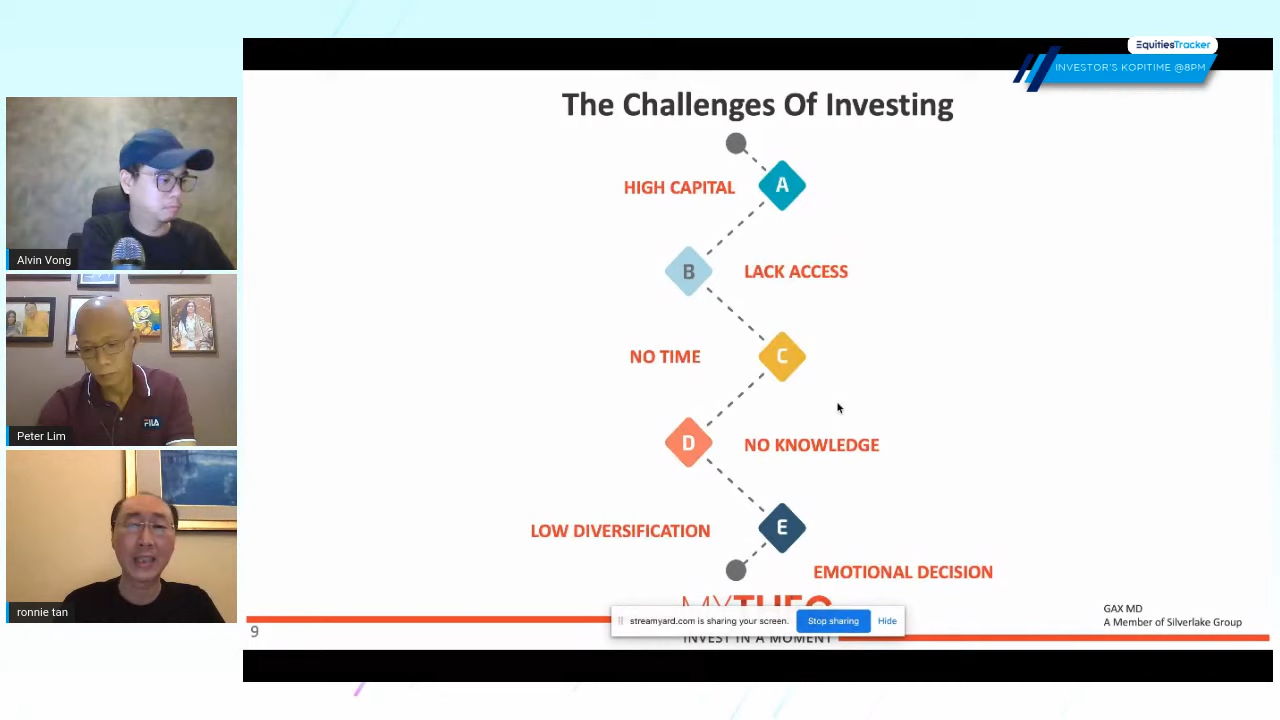 EquitiesTracker
INVESTOR'S KOPITIME @8PM
The Challenges Of Investing
A
HIGH CAPITAL
B
LACK ACCESS
C
NO TIME
D
NO KNOWLEDGE
E
LOW DIVERSIFICATION
EMOTIONAL DECISION
MYTHEO
streamyard.com is sharing your screen.
Stop sharing
Hide
INVEST IN A MOMENT
GAX MD
A Member of Silverlake Group
9
Alvin Vong
FILA
Peter Lim
ronnie tan